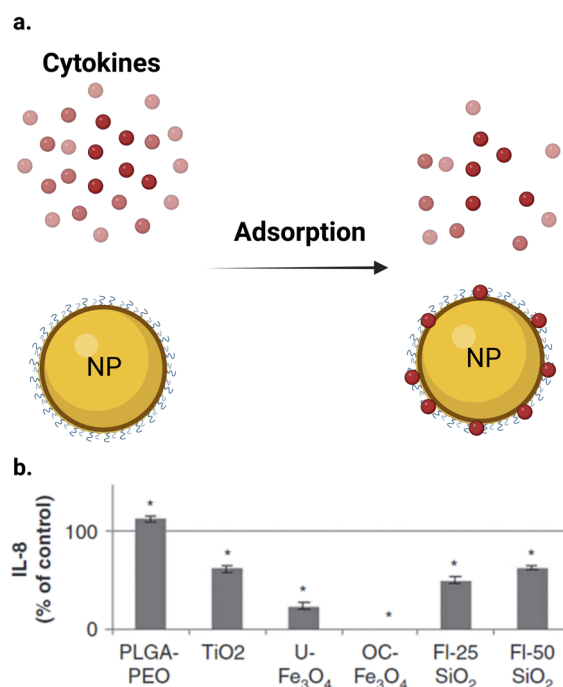 a.
Cytokines
Adsorption
NP
NP
b.
IL-8
(% of control)
100
0
* * * * * *
PLGA-PEO TiO2 U-Fe₃O₄ OC-Fe₃O₄ Fl-25 SiO₂ Fl-50 SiO₂